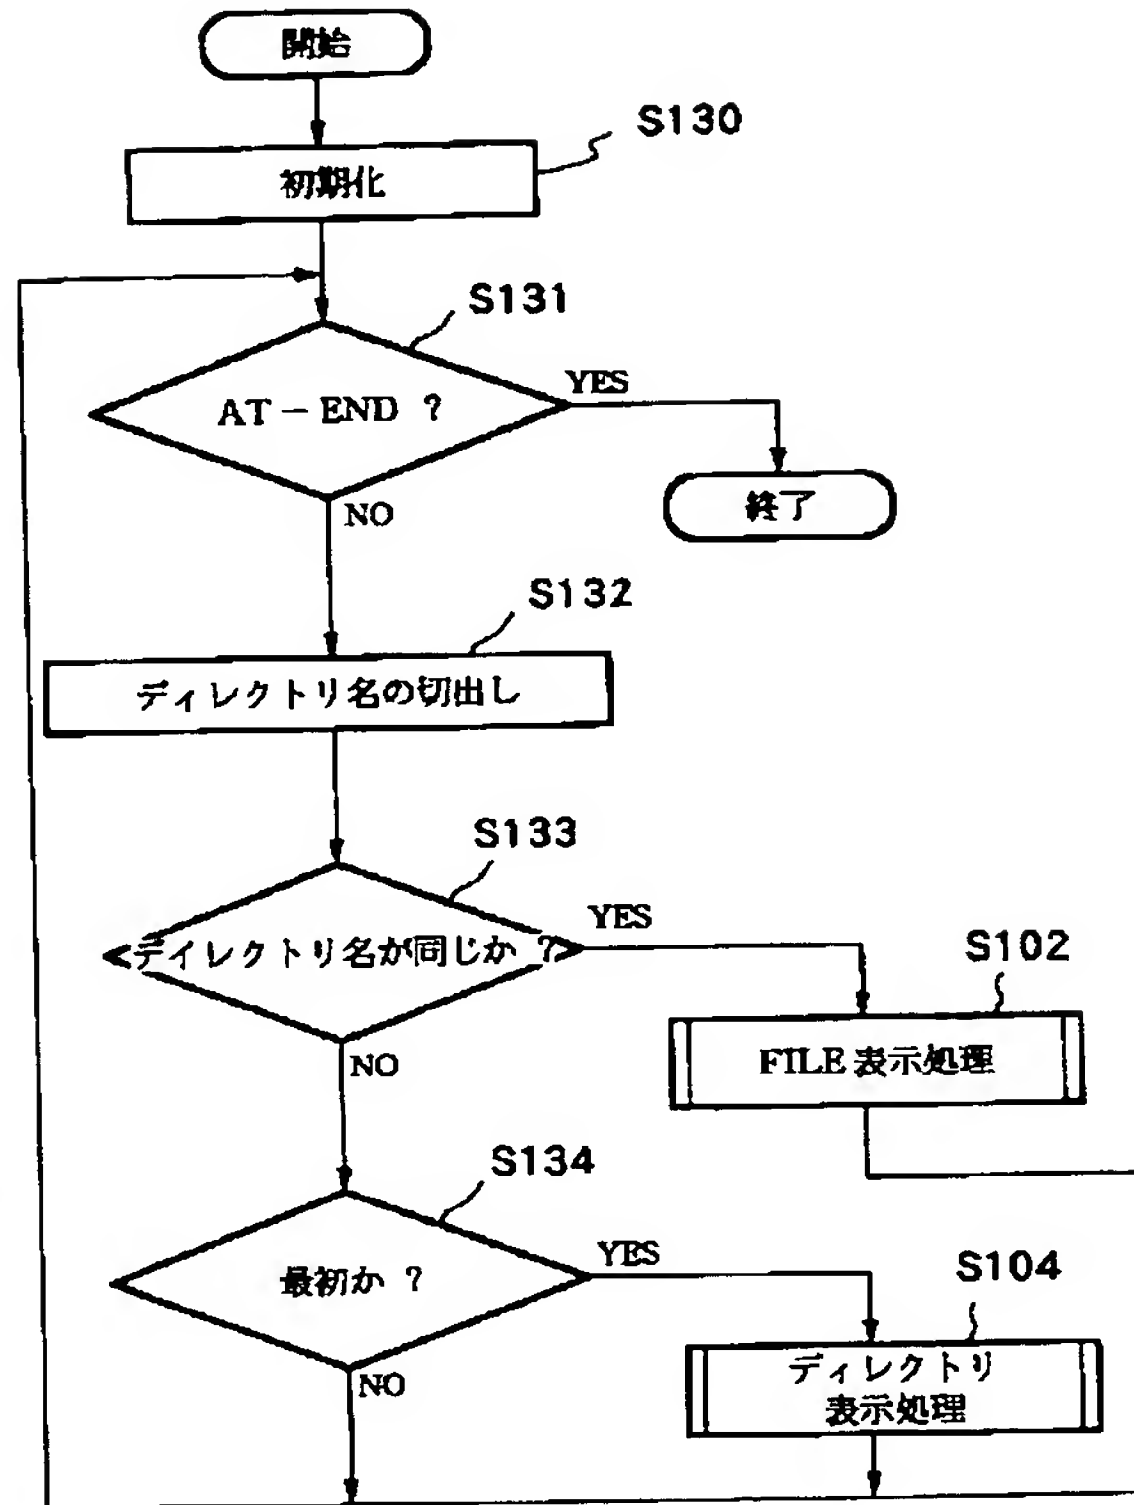 開始
S130
初期化
S131
AT－END ？
YES
終了
NO
S132
ディレクトリ名の切出し
S133
YES
ディレクトリ名が同じか ？
S102
FILE 表示処理
NO
S134
YES
最初か ？
S104
ディレクトリ
表示処理
NO